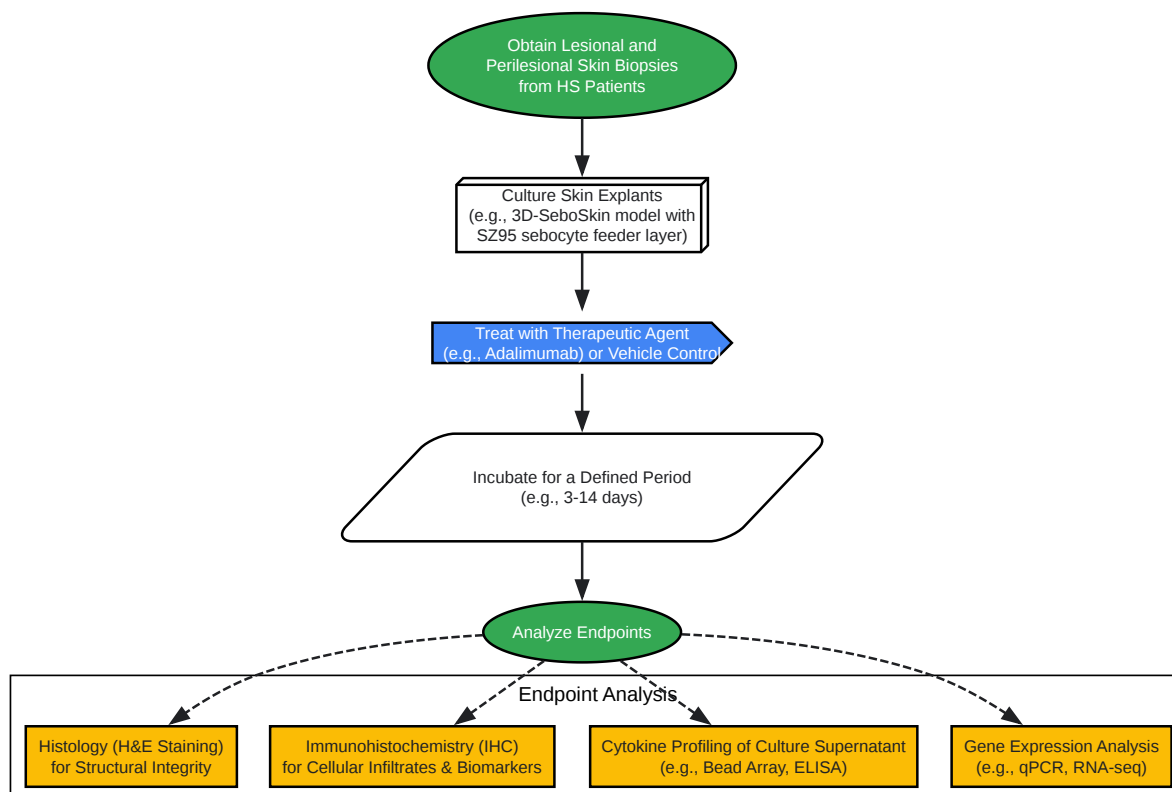 Obtain Lesional and
Perilesional Skin Biopsies
from HS Patients
Culture Skin Explants
(e.g., 3D-SeboSkin model with
SZ95 sebocyte feeder layer)
Treat with Therapeutic Agent
(e.g., Adalimumab) or Vehicle Control
Incubate for a Defined Period
(e.g., 3-14 days)
Analyze Endpoints
Endpoint Analysis
Histology (H&E Staining)
for Structural Integrity
Immunohistochemistry (IHC)
for Cellular Infiltrates & Biomarkers
Cytokine Profiling of Culture Supernatant
(e.g., Bead Array, ELISA)
Gene Expression Analysis
(e.g., qPCR, RNA-seq)